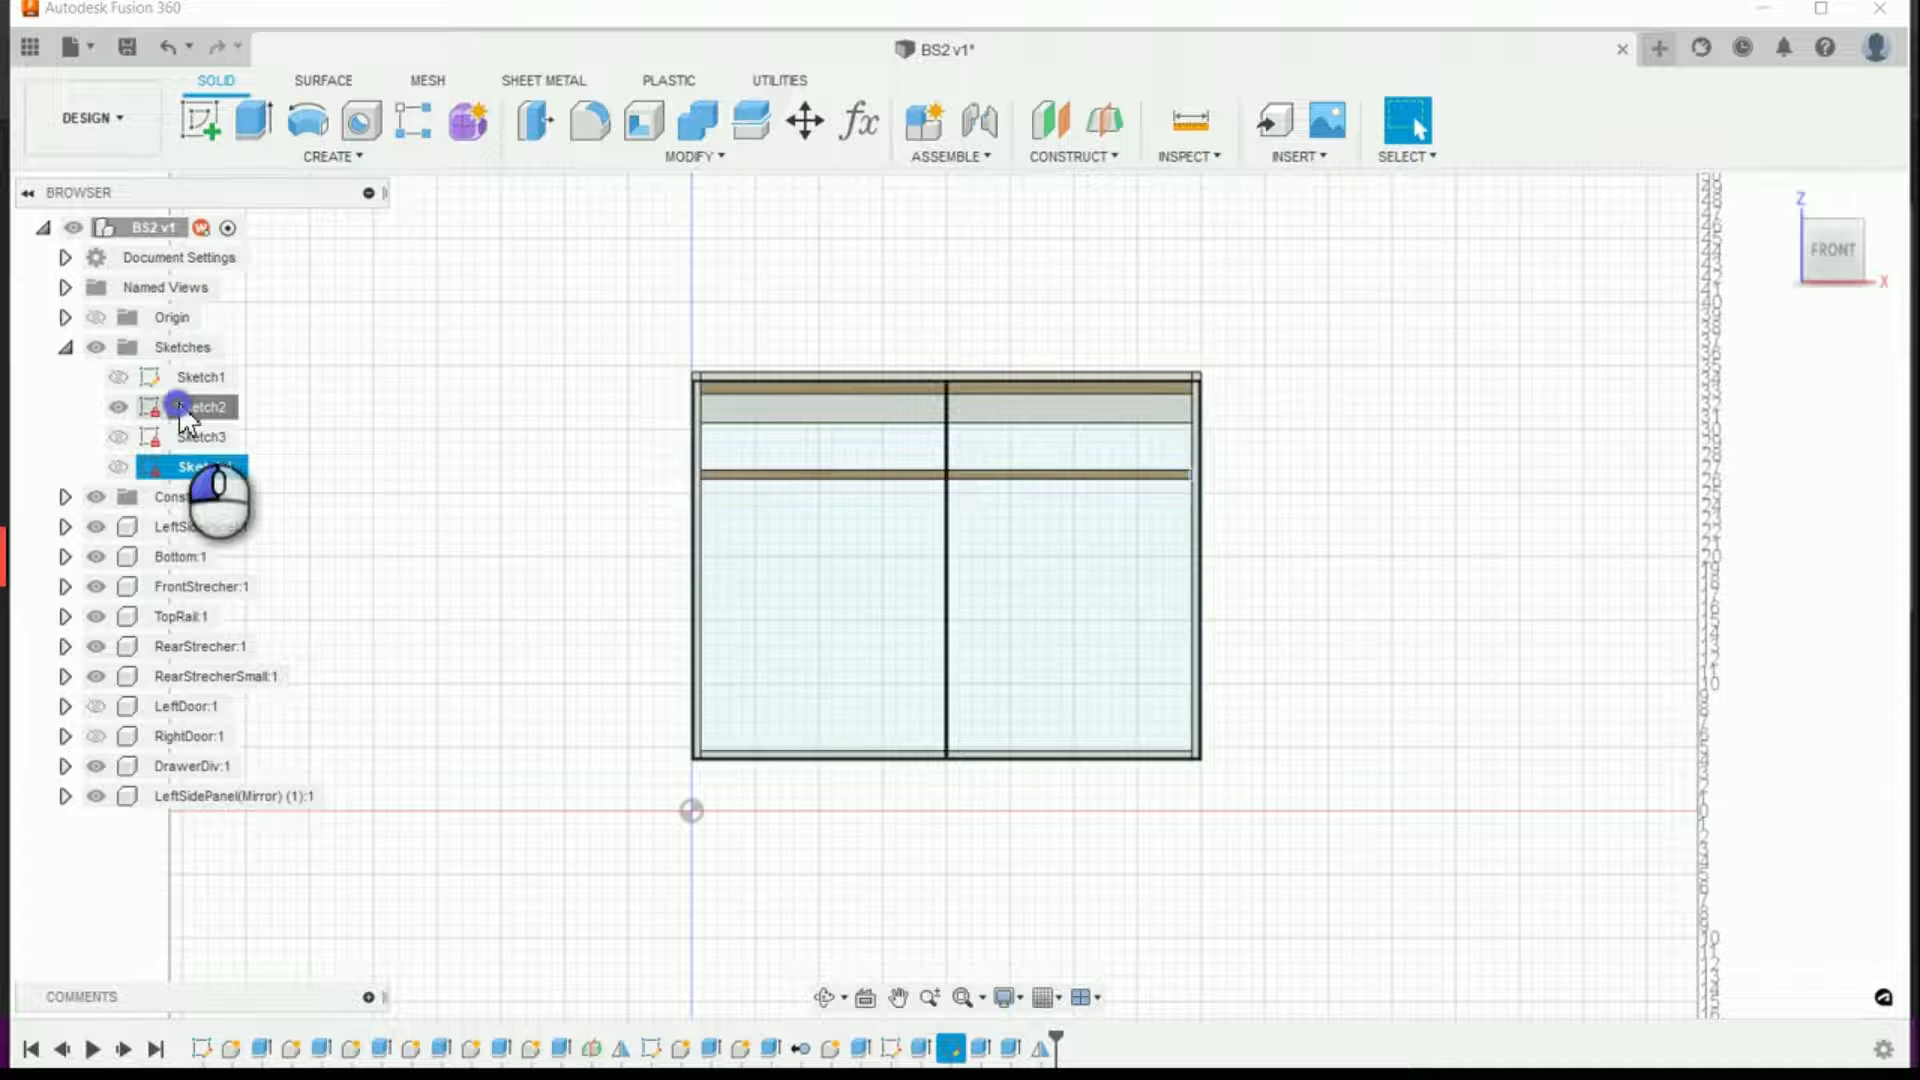 Autodesk Fusion 360
BS2 v1*
SOLID SURFACE MESH SHEET METAL PLASTIC UTILITIES
DESIGN
CREATE MODIFY ASSEMBLE CONSTRUCT INSPECT INSERT SELECT
BROWSER
BS2 v1
Document Settings
Named Views
Origin
Sketches
Sketch1
etch2
Sketch3
Bottom:1
FrontStrecher:1
TopRail:1
RearStrecher:1
RearStrecherSmall:1
LeftDoor:1
RightDoor:1
DrawerDiv:1
LeftSidePanel(Mirror) (1):1
Z
FRONT
X
COMMENTS